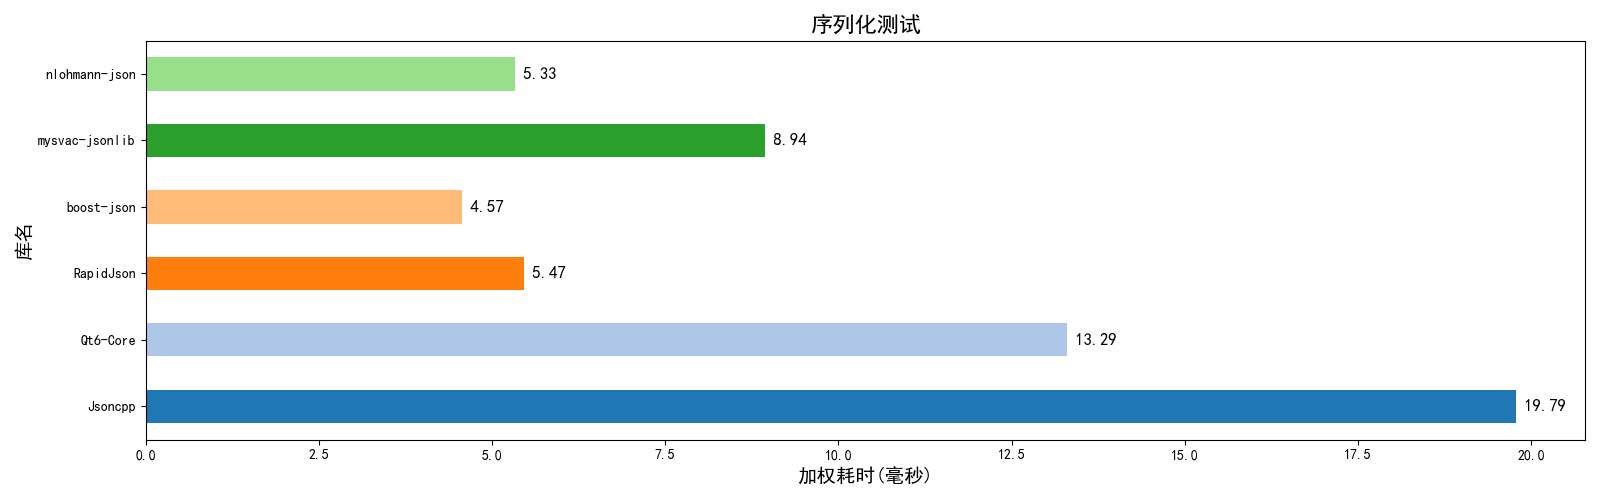 序列化测试
库名
nlohmann-json 5.33
mysvac-jsonlib 8.94
boost-json 4.57
RapidJson 5.47
Qt6-Core 13.29
Jsoncpp 19.79
0.0 2.5 5.0 7.5 10.0 12.5 15.0 17.5 20.0
加权耗时(毫秒)